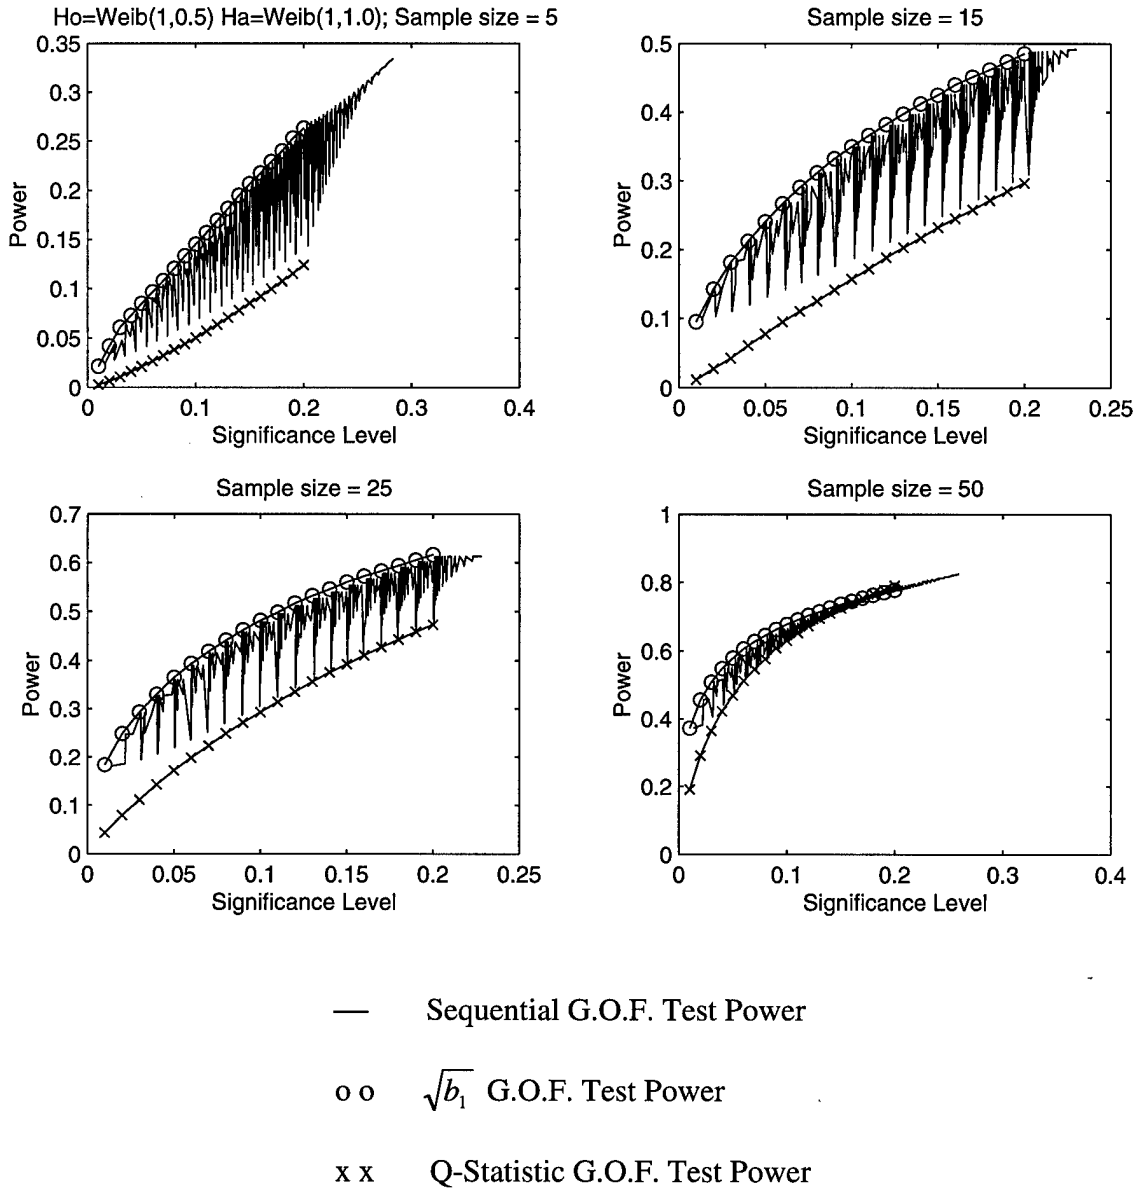 Ho=Weib(1,0.5) Ha=Weib(1,1.0); Sample size = 5
0.35
0.3
0.25
0.2
0.15
0.1
0.05
0
Power
0 0.1 0.2 0.3 0.4
Significance Level
Sample size = 15
0.5
0.4
0.3
0.2
0.1
0
Power
0 0.05 0.1 0.15 0.2 0.25
Significance Level
Sample size = 25
0.7
0.6
0.5
0.4
0.3
0.2
0.1
0
Power
0 0.05 0.1 0.15 0.2 0.25
Significance Level
Sample size = 50
1
0.8
0.6
0.4
0.2
0
Power
0 0.1 0.2 0.3 0.4
Significance Level
— Sequential G.O.F. Test Power
o o √b₁ G.O.F. Test Power
x x Q-Statistic G.O.F. Test Power